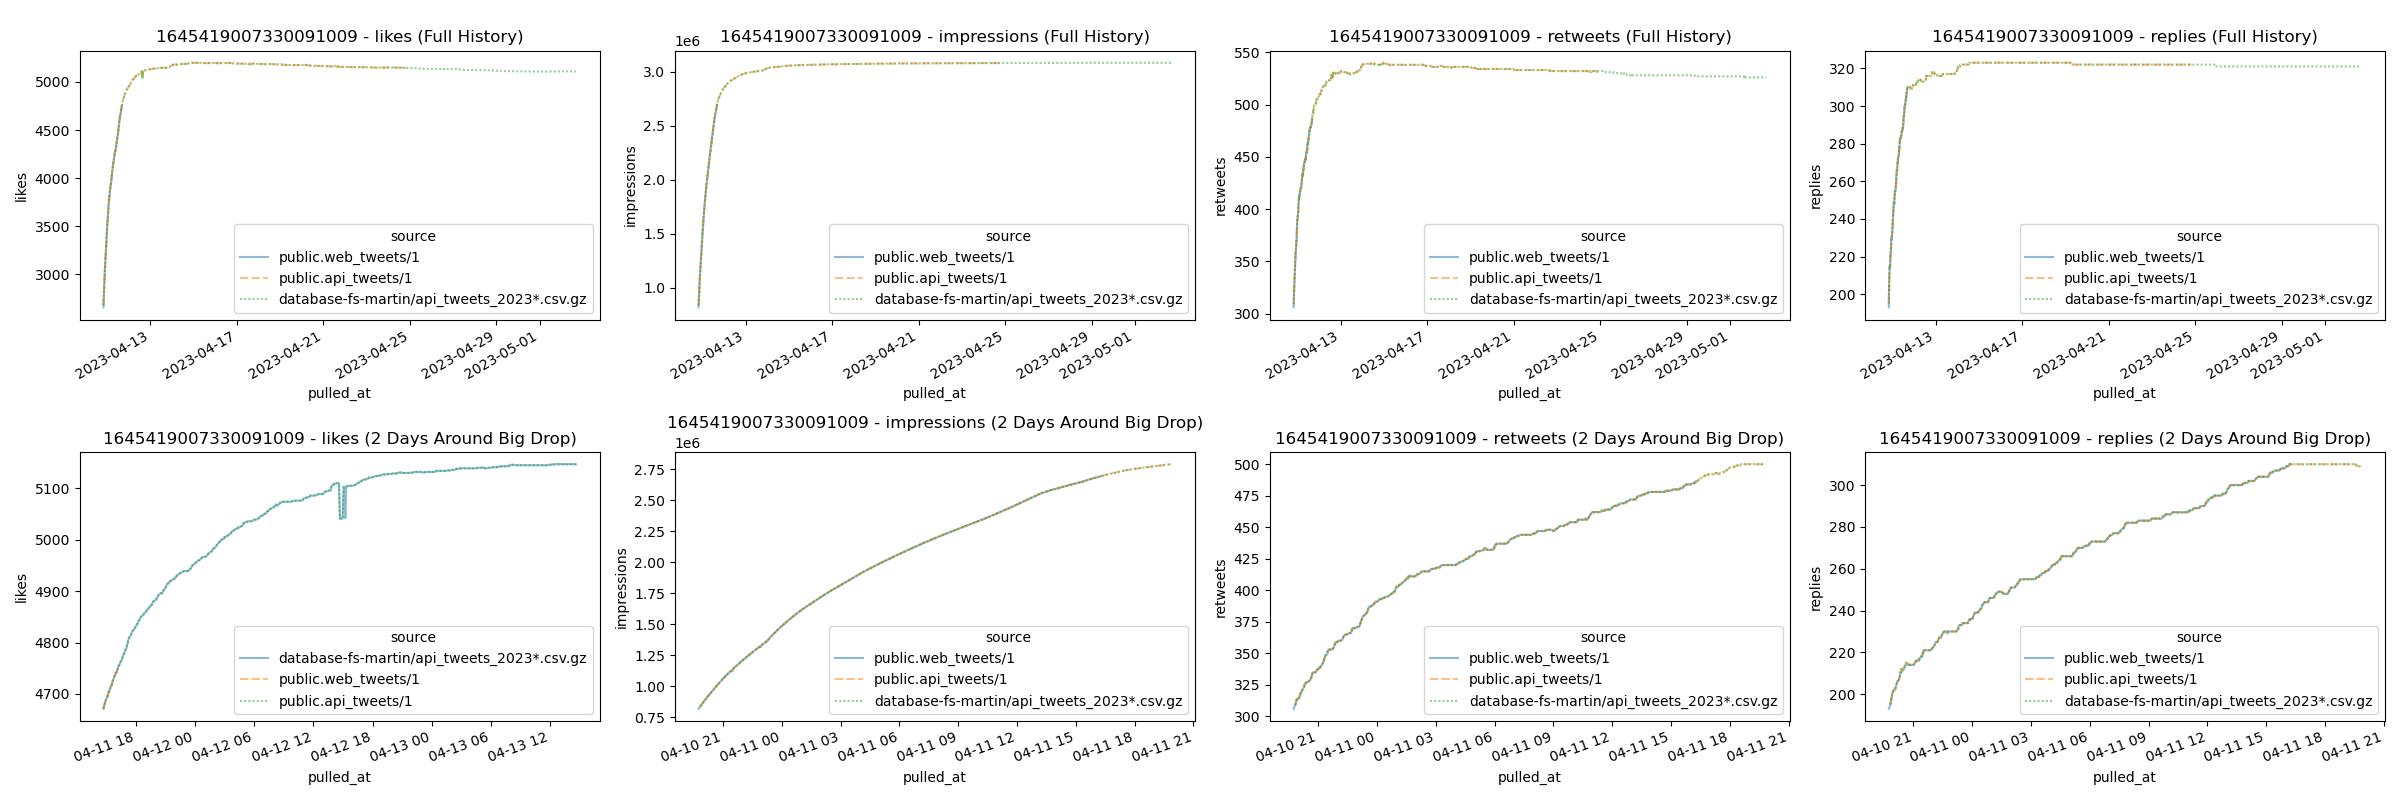 1645419007330091009 - likes (Full History)
likes
5000
4500
4000
3500
3000
source
public.web_tweets/1
public.api_tweets/1
database-fs-martin/api_tweets_2023*.csv.gz
2023-04-13
2023-04-17
2023-04-21
2023-04-25
2023-04-29
2023-05-01
pulled_at
1645419007330091009 - impressions (Full History)
1e6
impressions
3.0
2.5
2.0
1.5
1.0
source
public.web_tweets/1
public.api_tweets/1
database-fs-martin/api_tweets_2023*.csv.gz
2023-04-13
2023-04-17
2023-04-21
2023-04-25
2023-04-29
2023-05-01
pulled_at
1645419007330091009 - retweets (Full History)
retweets
550
500
450
400
350
300
source
public.web_tweets/1
public.api_tweets/1
database-fs-martin/api_tweets_2023*.csv.gz
2023-04-13
2023-04-17
2023-04-21
2023-04-25
2023-04-29
2023-05-01
pulled_at
1645419007330091009 - replies (Full History)
replies
320
300
280
260
240
220
200
source
public.web_tweets/1
public.api_tweets/1
database-fs-martin/api_tweets_2023*.csv.gz
2023-04-13
2023-04-17
2023-04-21
2023-04-25
2023-04-29
2023-05-01
pulled_at
1645419007330091009 - likes (2 Days Around Big Drop)
likes
5100
5000
4900
4800
4700
source
database-fs-martin/api_tweets_2023*.csv.gz
public.web_tweets/1
public.api_tweets/1
04-11 18
04-12 00
04-12 06
04-12 12
04-12 18
04-13 00
04-13 06
04-13 12
pulled_at
1645419007330091009 - impressions (2 Days Around Big Drop)
1e6
impressions
2.75
2.50
2.25
2.00
1.75
1.50
1.25
1.00
0.75
source
public.web_tweets/1
public.api_tweets/1
database-fs-martin/api_tweets_2023*.csv.gz
04-10 21
04-11 00
04-11 03
04-11 06
04-11 09
04-11 12
04-11 15
04-11 18
04-11 21
pulled_at
1645419007330091009 - retweets (2 Days Around Big Drop)
retweets
500
475
450
425
400
375
350
325
300
source
public.web_tweets/1
public.api_tweets/1
database-fs-martin/api_tweets_2023*.csv.gz
04-10 21
04-11 00
04-11 03
04-11 06
04-11 09
04-11 12
04-11 15
04-11 18
04-11 21
pulled_at
1645419007330091009 - replies (2 Days Around Big Drop)
replies
300
280
260
240
220
200
source
public.web_tweets/1
public.api_tweets/1
database-fs-martin/api_tweets_2023*.csv.gz
04-10 21
04-11 00
04-11 03
04-11 06
04-11 09
04-11 12
04-11 15
04-11 18
04-11 21
pulled_at